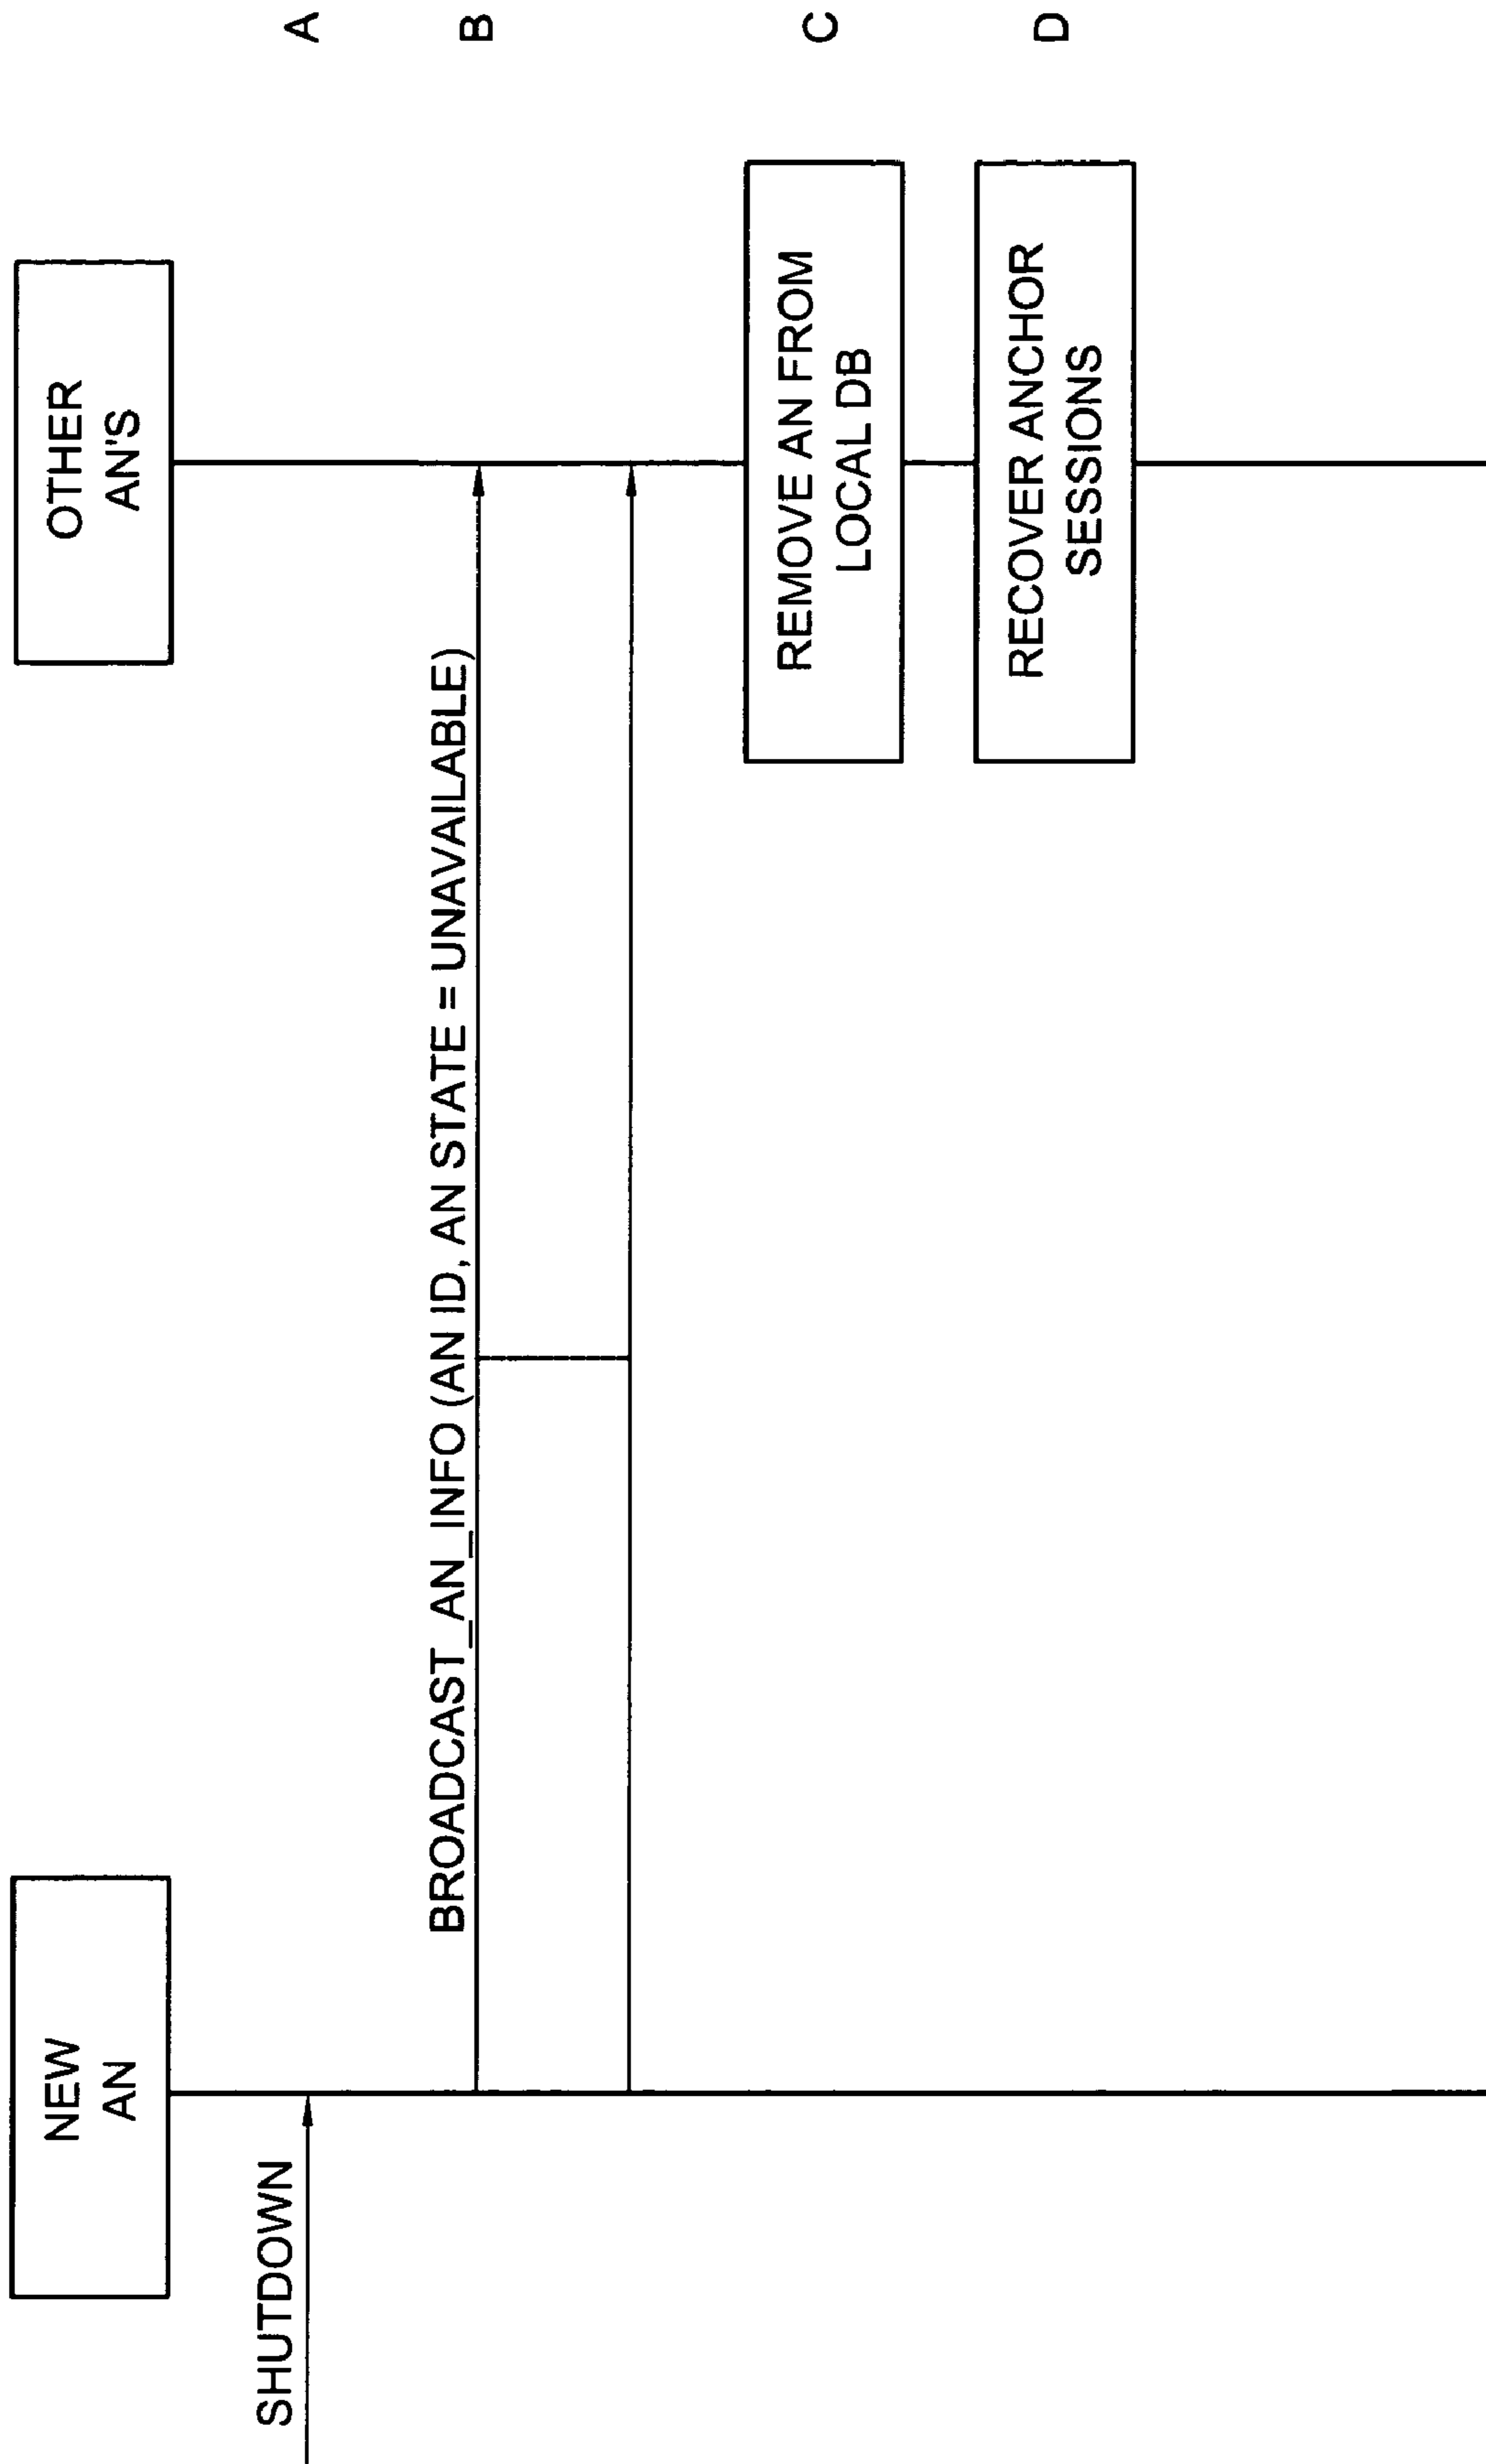 NEW
AN
OTHER
AN'S
SHUTDOWN
A
BROADCAST_AN_INFO (AN ID, AN STATE = UNAVAILABLE)
B
REMOVE AN FROM
LOCAL DB
C
RECOVER ANCHOR
SESSIONS
D